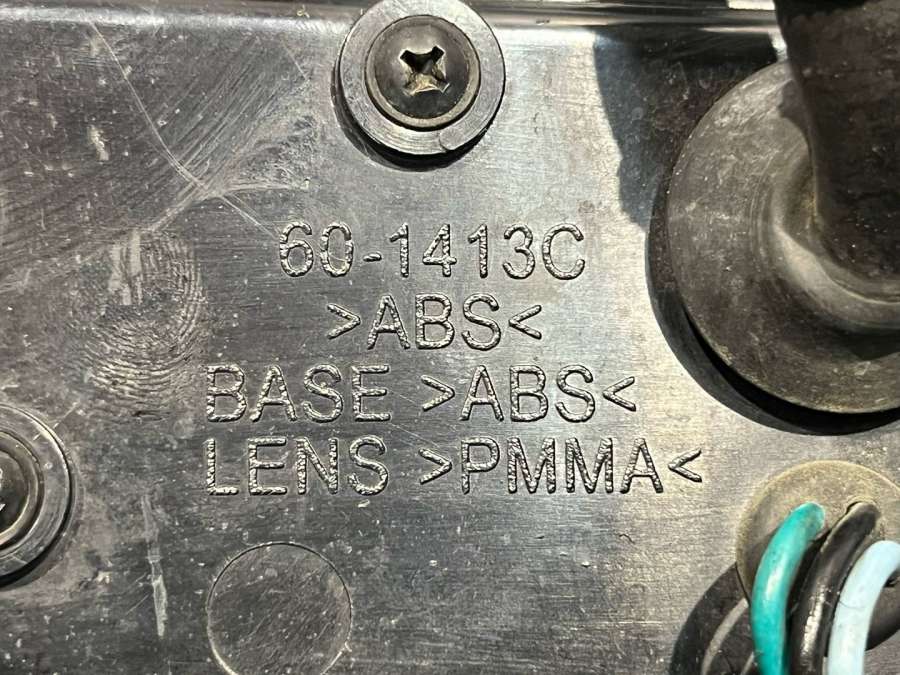 60-1413C
>ABS<
BASE >ABS<
LENS >PMMA<